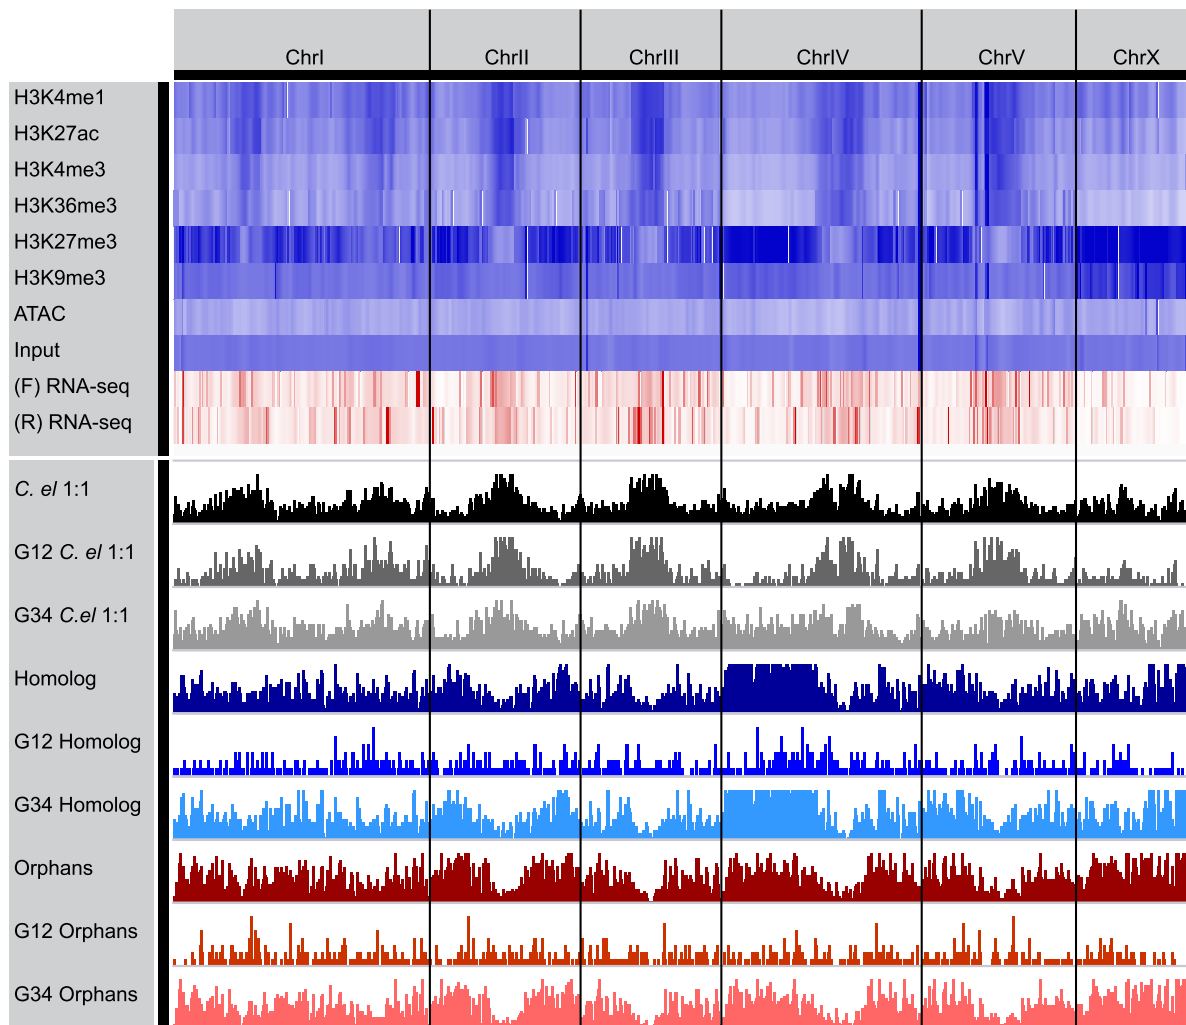 ChrI ChrII ChrIII ChrIV ChrV ChrX
H3K4me1
H3K27ac
H3K4me3
H3K36me3
H3K27me3
H3K9me3
ATAC
Input
(F) RNA-seq
(R) RNA-seq
C. el 1:1
G12 C. el 1:1
G34 C.el 1:1
Homolog
G12 Homolog
G34 Homolog
Orphans
G12 Orphans
G34 Orphans